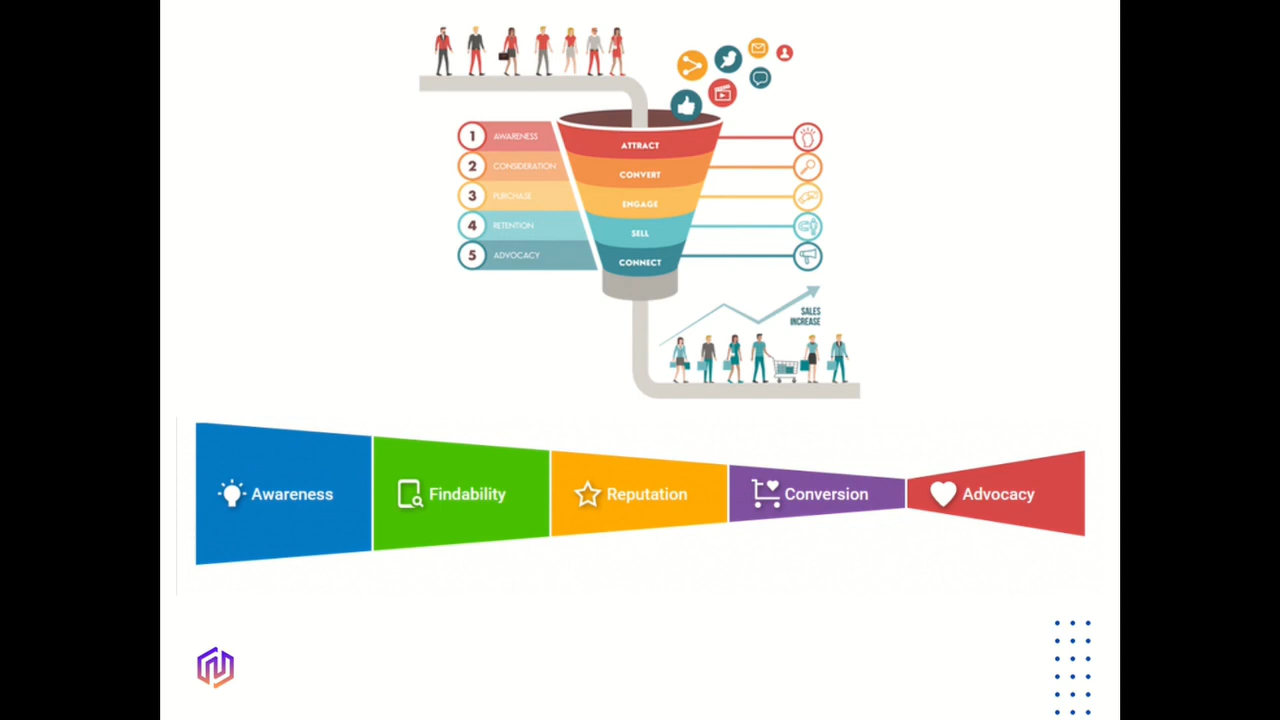 1 AWARENESS
ATTRACT
2 CONSIDERATION
CONVERT
3 PURCHASE
ENGAGE
4 RETENTION
SELL
5 ADVOCACY
CONNECT
SALES
INCREASE
Awareness
Findability
Reputation
Conversion
Advocacy